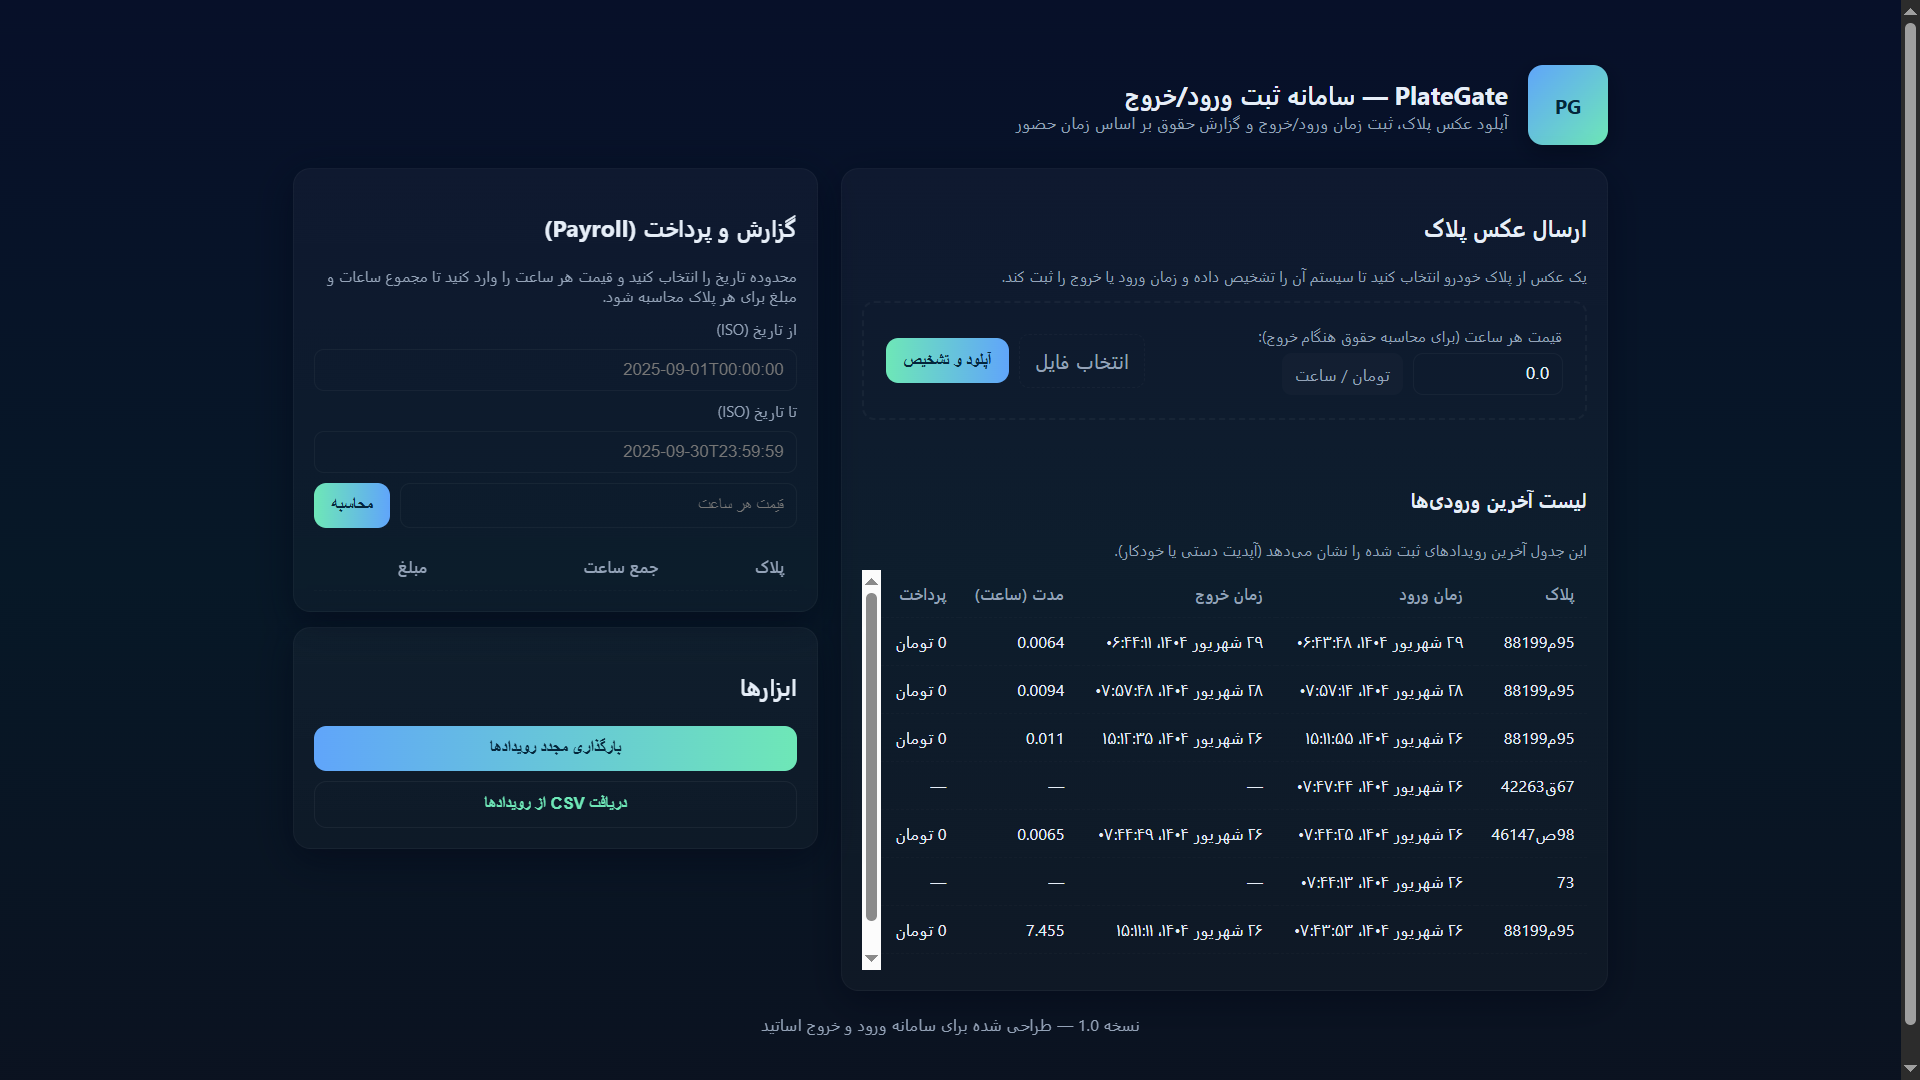 PG
PlateGate — سامانه ثبت ورود/خروج
آپلود عکس پلاک، ثبت زمان ورود/خروج و گزارش حقوق بر اساس زمان حضور
ارسال عکس پلاک
یک عکس از پلاک خودرو انتخاب کنید تا سیستم آن را تشخیص داده و زمان ورود یا خروج را ثبت کند.
قیمت هر ساعت (برای محاسبه حقوق هنگام خروج):
0.0
تومان / ساعت
انتخاب فایل
آپلود و تشخیص
لیست آخرین ورودی‌ها
این جدول آخرین رویدادهای ثبت شده را نشان می‌دهد (آپدیت دستی یا خودکار).
پلاک زمان ورود زمان خروج مدت (ساعت) پرداخت
95م88199 ۲۹ شهریور ۱۴۰۴، ۰۶:۴۳:۴۸ ۲۹ شهریور ۱۴۰۴، ۰۶:۴۴:۱۱ 0.0064 0 تومان
95م88199 ۲۸ شهریور ۱۴۰۴، ۰۷:۵۷:۱۴ ۲۸ شهریور ۱۴۰۴، ۰۷:۵۷:۴۸ 0.0094 0 تومان
95م88199 ۲۶ شهریور ۱۴۰۴، ۱۵:۱۱:۵۵ ۲۶ شهریور ۱۴۰۴، ۱۵:۱۲:۳۵ 0.011 0 تومان
67ق42263 ۲۶ شهریور ۱۴۰۴، ۰۷:۴۷:۴۴ — — —
98ص46147 ۲۶ شهریور ۱۴۰۴، ۰۷:۴۴:۲۵ ۲۶ شهریور ۱۴۰۴، ۰۷:۴۴:۴۹ 0.0065 0 تومان
73 ۲۶ شهریور ۱۴۰۴، ۰۷:۴۴:۱۳ — — —
95م88199 ۲۶ شهریور ۱۴۰۴، ۰۷:۴۳:۵۳ ۲۶ شهریور ۱۴۰۴، ۱۵:۱۱:۱۱ 7.455 0 تومان
گزارش و پرداخت (Payroll)
محدوده تاریخ را انتخاب کنید و قیمت هر ساعت را وارد کنید تا مجموع ساعات و
مبلغ برای هر پلاک محاسبه شود.
از تاریخ (ISO)
2025-09-01T00:00:00
تا تاریخ (ISO)
2025-09-30T23:59:59
قیمت هر ساعت
محاسبه
پلاک جمع ساعت مبلغ
ابزارها
بارگذاری مجدد رویدادها
دریافت CSV از رویدادها
نسخه 1.0 — طراحی شده برای سامانه ورود و خروج اساتید